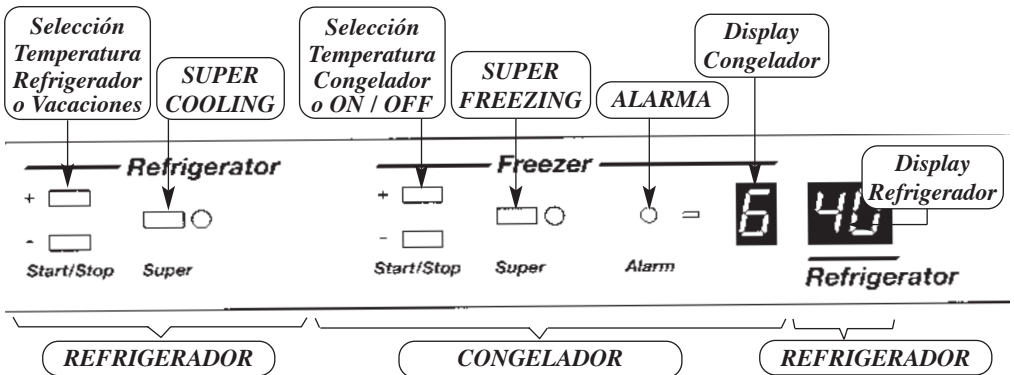 Selección
Temperatura
Refrigerador
o Vacaciones
SUPER
COOLING
Selección
Temperatura
Congelador
o ON / OFF
SUPER
FREEZING
ALARMA
Display
Congelador
Display
Refrigerador
Refrigerator
Freezer
+
+
6
40
-
-
Start/Stop
Super
Start/Stop
Super
Alarm
Refrigerator
REFRIGERADOR
CONGELADOR
REFRIGERADOR